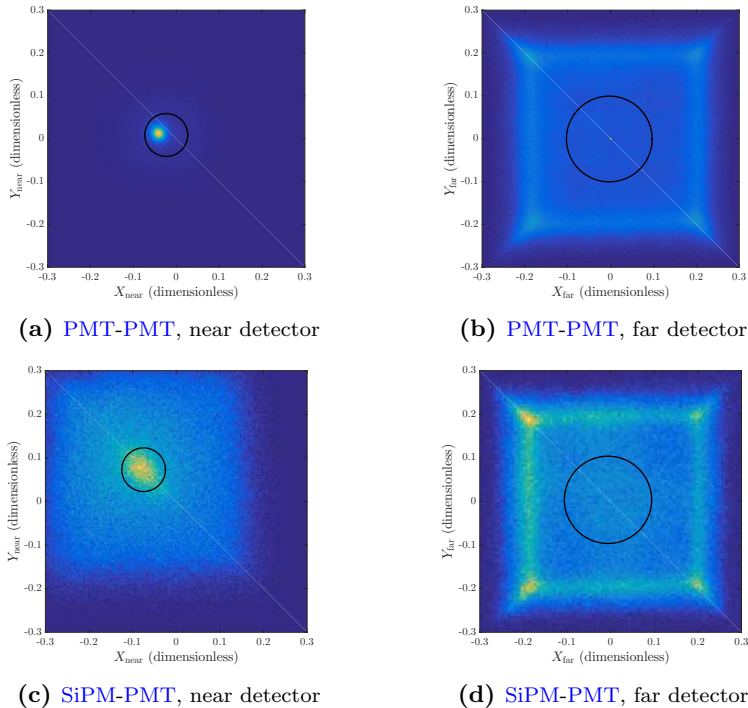 0.3
0.2
0.1
0
-0.1
-0.2
-0.3
Y_near (dimensionless)
-0.3 -0.2 -0.1 0 0.1 0.2 0.3
X_near (dimensionless)
(a) PMT-PMT, near detector
0.3
0.2
0.1
0
-0.1
-0.2
-0.3
Y_far (dimensionless)
-0.3 -0.2 -0.1 0 0.1 0.2 0.3
X_far (dimensionless)
(b) PMT-PMT, far detector
0.3
0.2
0.1
0
-0.1
-0.2
-0.3
Y_near (dimensionless)
-0.3 -0.2 -0.1 0 0.1 0.2 0.3
X_near (dimensionless)
(c) SiPM-PMT, near detector
0.3
0.2
0.1
0
-0.1
-0.2
-0.3
Y_far (dimensionless)
-0.3 -0.2 -0.1 0 0.1 0.2 0.3
X_far (dimensionless)
(d) SiPM-PMT, far detector